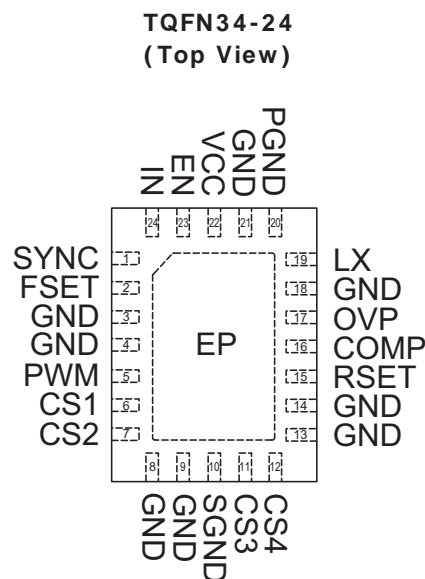 TQFN34-24
(Top View)
IN EN VCC GND PGND
24 23 22 21 20
SYNC 1 19 LX
FSET 2 18 GND
GND 3 17 OVP
GND 4 EP 16 COMP
PWM 5 15 RSET
CS1 6 14 GND
CS2 7 13 GND
8 9 10 11 12
GND GND SGND CS3 CS4